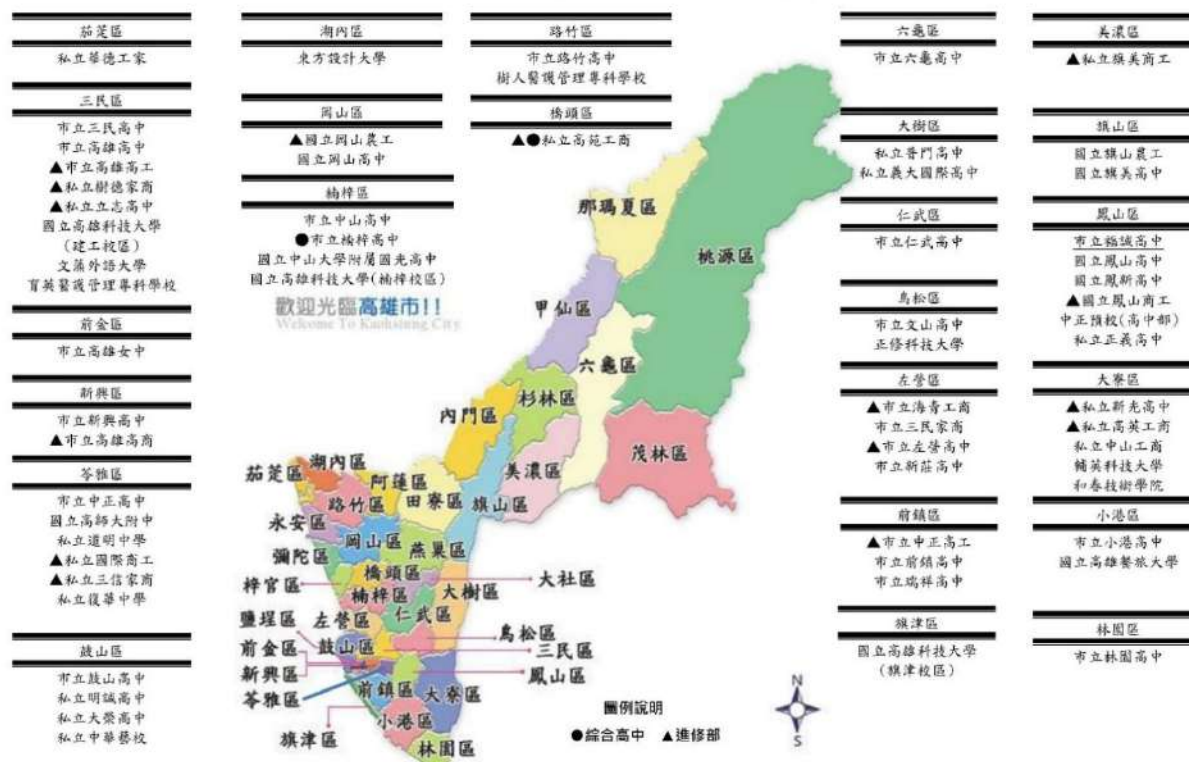 茄萣區
私立華德工家
三民區
市立三民高中
市立高雄高中
▲市立高雄高工
▲私立樹德家商
▲私立立志高中
國立高雄科技大學
(建工校區)
文藻外語大學
育英醫護管理專科學校
前金區
市立高雄女中
新興區
市立新興高中
▲市立高雄高商
苓雅區
市立中正高中
國立高師大附中
私立道明中學
▲私立國際商工
▲私立三信家商
私立復華中學
鼓山區
市立鼓山高中
私立明誠高中
私立大榮高中
私立中華藝校
湖內區
東方設計大學
岡山區
▲國立岡山農工
國立岡山高中
楠梓區
市立中山高中
●市立楠梓高中
國立中山大學附屬國光高中
國立高雄科技大學(楠梓校區)
路竹區
市立路竹高中
樹人醫護管理專科學校
橋頭區
▲●私立高苑工商
歡迎光臨高雄市!!
Welcome To Kaohsiung City
那瑪夏區
桃源區
甲仙區
六龜區
杉林區
內門區
茂林區
美濃區
茄萣區
湖內區
阿蓮區
田寮區
旗山區
路竹區
永安區
岡山區
燕巢區
彌陀區
橋頭區
大社區
梓官區
楠梓區
大樹區
仁武區
鹽埕區
左營區
鳥松區
前金區
鼓山區
三民區
新興區
鳳山區
苓雅區
前鎮區
大寮區
小港區
旗津區
林園區
圖例說明
●綜合高中 ▲進修部
N
S
六龜區
市立六龜高中
大樹區
私立普門高中
私立義大國際高中
仁武區
市立仁武高中
鳥松區
市立文山高中
正修科技大學
左營區
▲市立海青工商
市立三民家商
▲市立左營高中
市立新莊高中
前鎮區
▲市立中正高工
市立前鎮高中
市立瑞祥高中
旗津區
國立高雄科技大學
(旗津校區)
美濃區
▲私立旗美商工
旗山區
國立旗山農工
國立旗美高中
鳳山區
市立福誠高中
國立鳳山高中
國立鳳新高中
▲國立鳳山商工
中正預校(高中部)
私立正義高中
大寮區
▲私立新光高中
▲私立高英工商
私立中山工商
輔英科技大學
和春技術學院
小港區
市立小港高中
國立高雄餐旅大學
林園區
市立林園高中